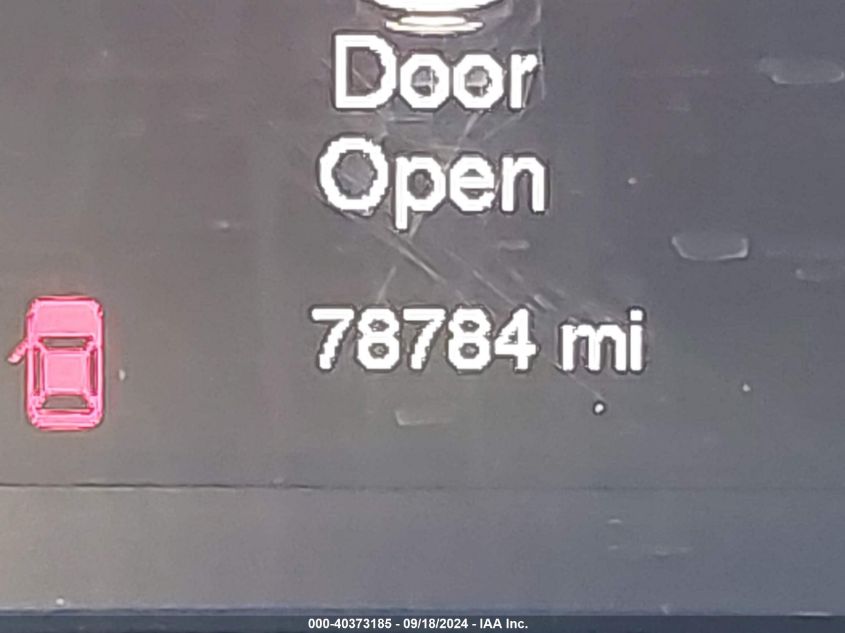 Door
Open
78784 mi
000-40373185 - 09/18/2024 - IAA Inc.